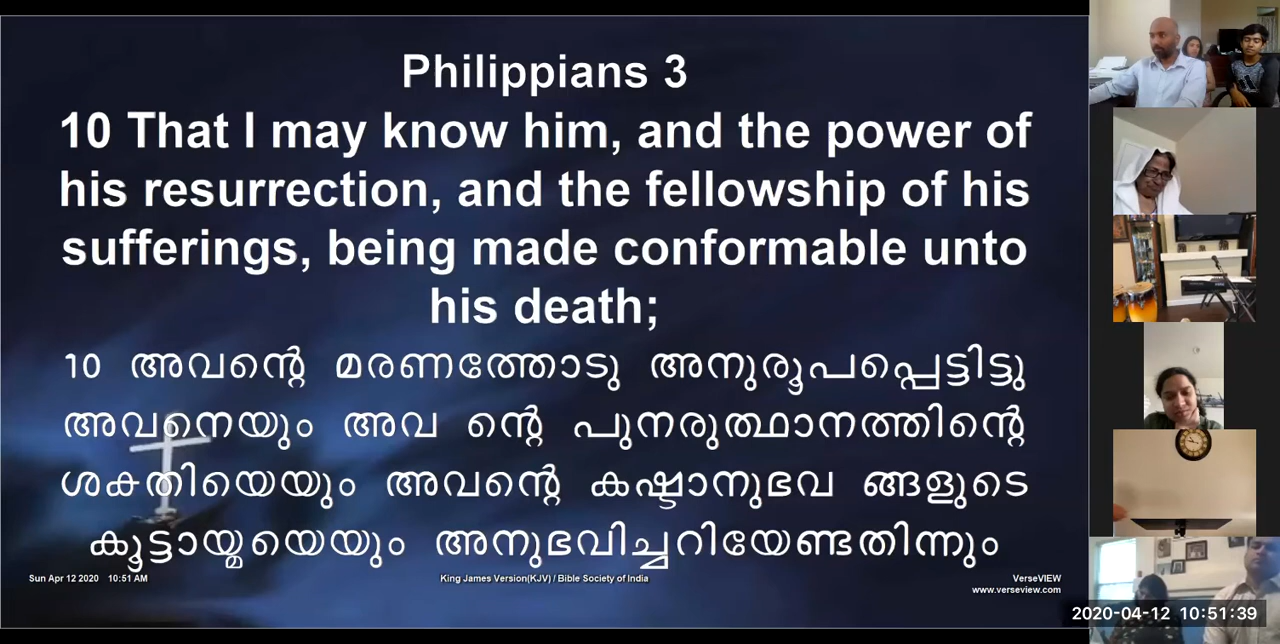 Philippians 3
10 That I may know him, and the power of
his resurrection, and the fellowship of his
sufferings, being made conformable unto
his death;
10 അവന്റെ മരണത്തോടു അനുരൂപപ്പെട്ടിട്ടു
അവനെയും അവ ന്റെ പുനരുത്ഥാനത്തിന്റെ
ശക്തിയെയും അവന്റെ കഷ്ടാനുഭവ ങ്ങളുടെ
കൂട്ടായ്മയെയും അനുഭവിച്ചറിയേണ്ടതിന്നും
Sun Apr 12 2020 10:51 AM
King James Version(KJV) / Bible Society of India
VerseVIEW
www.verseview.com
2020-04-12 10:51:39